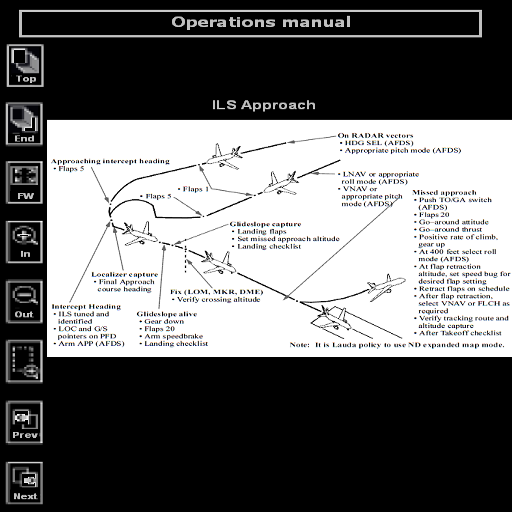 Operations manual
Top
End
FW
In
Out
Prev
Next
ILS Approach
On RADAR vectors
• HDG SEL (AFDS)
• Appropriate pitch mode (AFDS)
Approaching intercept heading
• Flaps 5
• Flaps 1
• Flaps 5
• LNAV or appropriate
roll mode (AFDS)
• VNAV or
appropriate pitch
mode (AFDS)
Missed approach
• Push TO/GA switch
(AFDS)
• Flaps 20
• Go-around attitude
• Go-around thrust
• Positive rate of climb,
gear up
• At 400 feet select roll
mode (AFDS)
• At flap retraction
altitude, set speed bug for
desired flap setting
• Retract flaps on schedule
• After flap retraction,
select VNAV or FLCH as
required
• Verify tracking route and
altitude capture
• After Takeoff checklist
Glideslope capture
• Landing flaps
• Set missed approach altitude
• Landing checklist
Localizer capture
• Final Approach
course heading
Fix (LOM, MKR, DME)
• Verify crossing altitude
Intercept Heading
• ILS tuned and
identified
• LOC and G/S
pointers on PFD
• Arm APP (AFDS)
Glideslope alive
• Gear down
• Flaps 20
• Arm speedbrake
• Landing checklist
Note: It is Lauda policy to use ND expanded map mode.